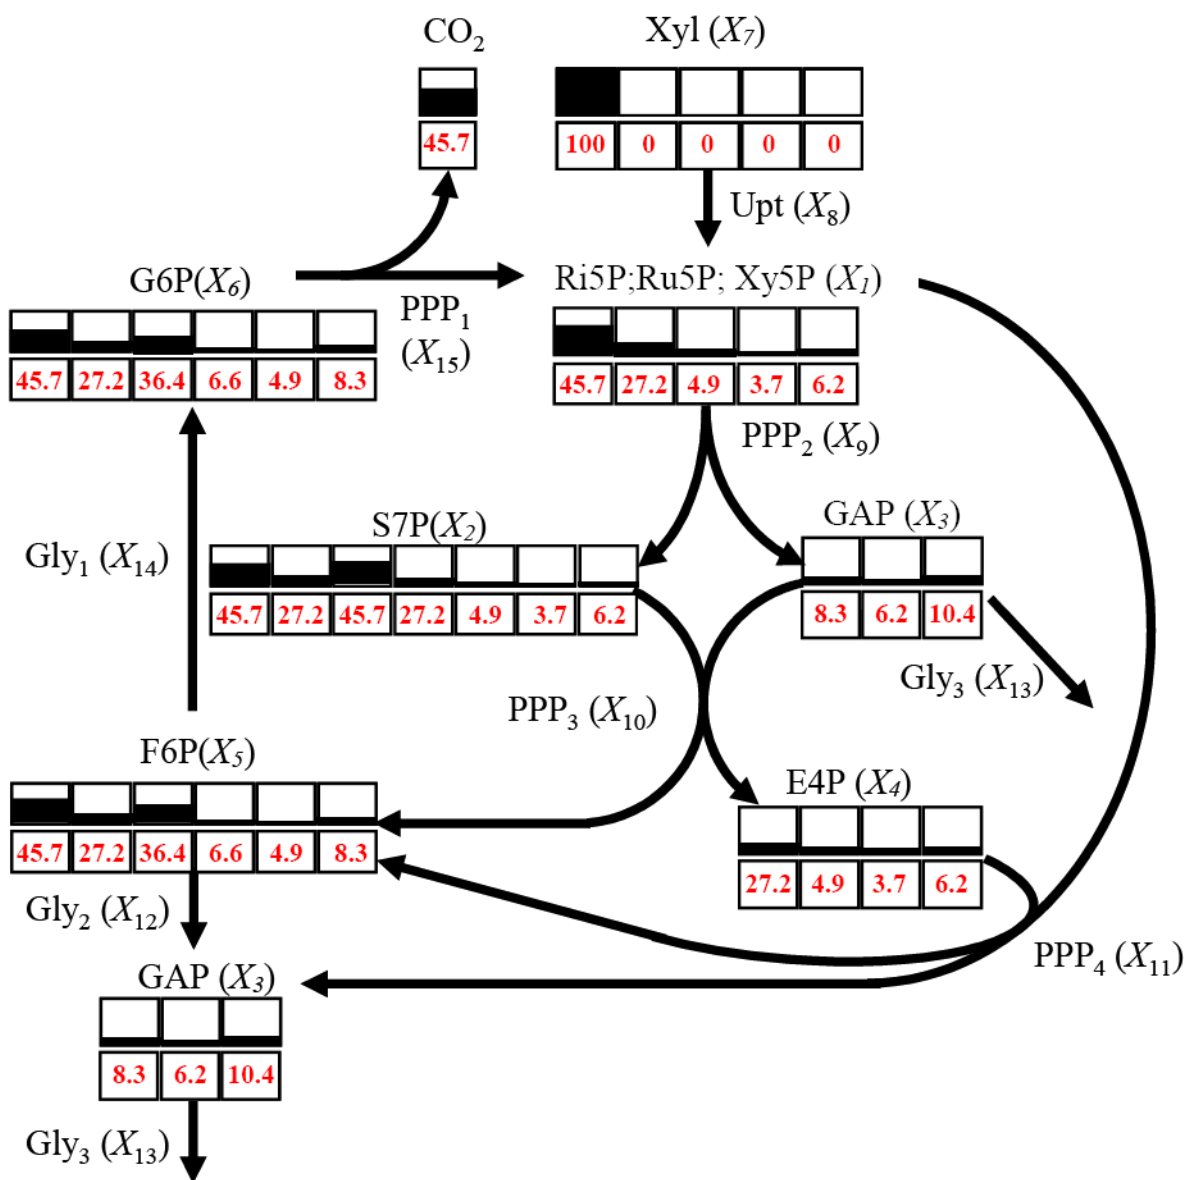 CO₂
Xyl (X₇)
45.7
100 0 0 0 0
Upt (X₈)
G6P(X₆)
PPP₁
(X₁₅)
Ri5P;Ru5P; Xy5P (X₁)
45.7 27.2 36.4 6.6 4.9 8.3
45.7 27.2 4.9 3.7 6.2
PPP₂ (X₉)
S7P(X₂)
GAP (X₃)
Gly₁ (X₁₄)
45.7 27.2 45.7 27.2 4.9 3.7 6.2
8.3 6.2 10.4
Gly₃ (X₁₃)
PPP₃ (X₁₀)
F6P(X₅)
E4P (X₄)
45.7 27.2 36.4 6.6 4.9 8.3
27.2 4.9 3.7 6.2
Gly₂ (X₁₂)
PPP₄ (X₁₁)
GAP (X₃)
8.3 6.2 10.4
Gly₃ (X₁₃)